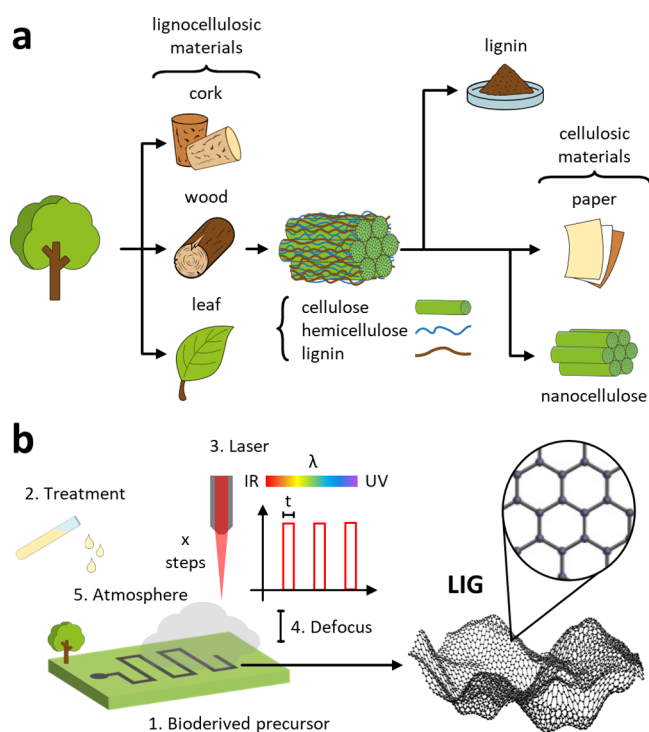 a
lignocellulosic
materials
cork
wood
leaf
cellulose
hemicellulose
lignin
lignin
cellulosic
materials
paper
nanocellulose
b
2. Treatment
3. Laser
λ
IR
UV
t
x
steps
5. Atmosphere
4. Defocus
1. Bioderived precursor
LIG